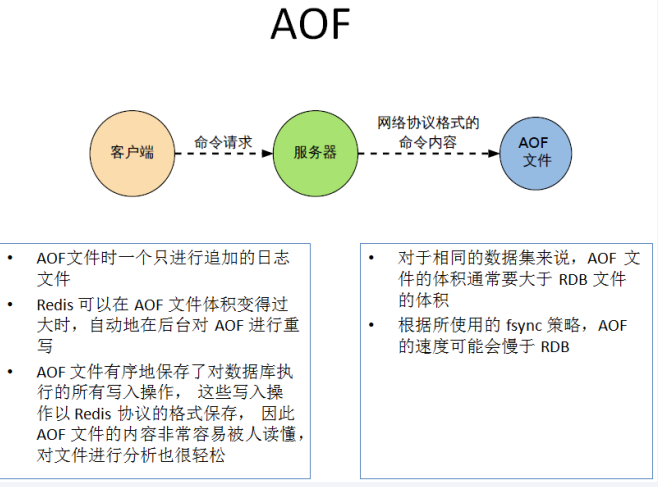 AOF
客户端
命令请求
服务器
网络协议格式的
命令内容
AOF
文件
• AOF文件时一个只进行追加的日志
文件
• Redis 可以在 AOF 文件体积变得过
大时，自动地在后台对 AOF 进行重
写
• AOF 文件有序地保存了对数据库执
行的所有写入操作， 这些写入操
作以 Redis 协议的格式保存， 因此
AOF 文件的内容非常容易被人读懂，
对文件进行分析也很轻松
• 对于相同的数据集来说，AOF 文
件的体积通常要大于 RDB 文件
的体积
• 根据所使用的 fsync 策略，AOF
的速度可能会慢于 RDB